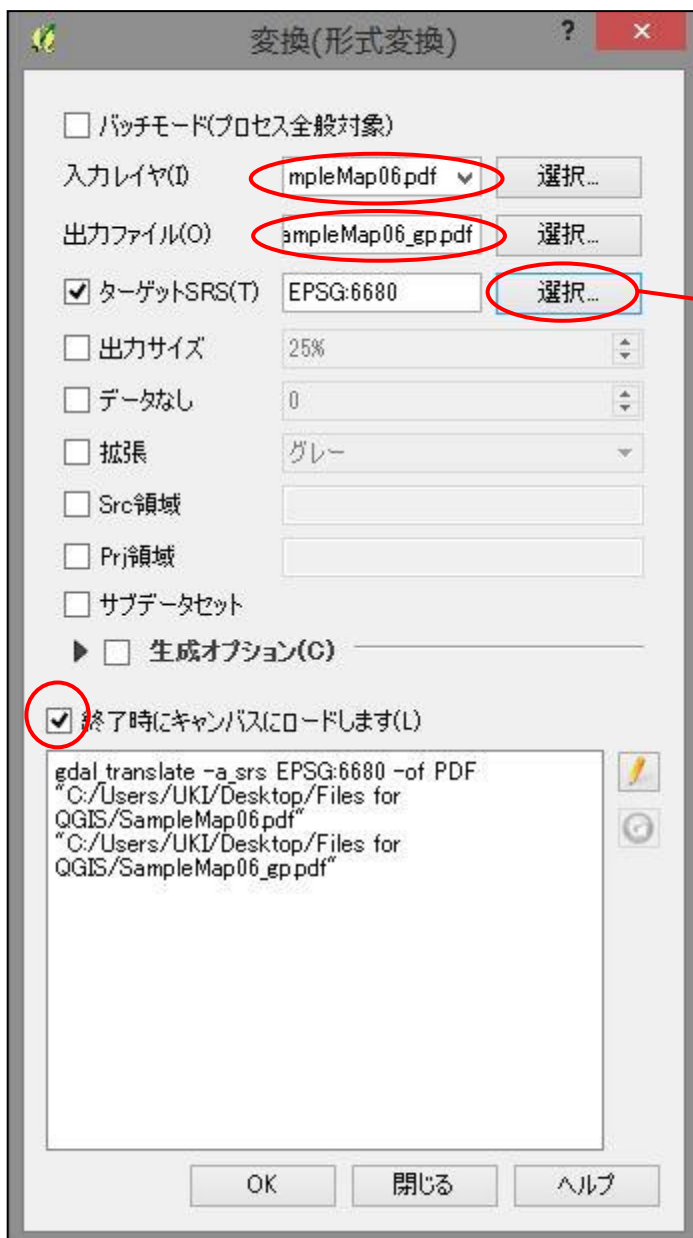 変換(形式変換)
?
×
バッチモード(プロセス全般対象)
入力レイヤ(I) mpleMap06.pdf 選択...
出力ファイル(O) ampleMap06_gp.pdf 選択...
ターゲットSRS(T) EPSG:6680 選択...
出力サイズ 25%
データなし 0
拡張 グレー
Src領域
Prj領域
サブデータセット
生成オプション(C)
終了時にキャンバスにロードします(L)
gdal_translate -a_srs EPSG:6680 -of PDF
"C:/Users/UKI/Desktop/Files for
QGIS/SampleMap06.pdf"
"C:/Users/UKI/Desktop/Files for
QGIS/SampleMap06_gp.pdf"
OK 閉じる ヘルプ